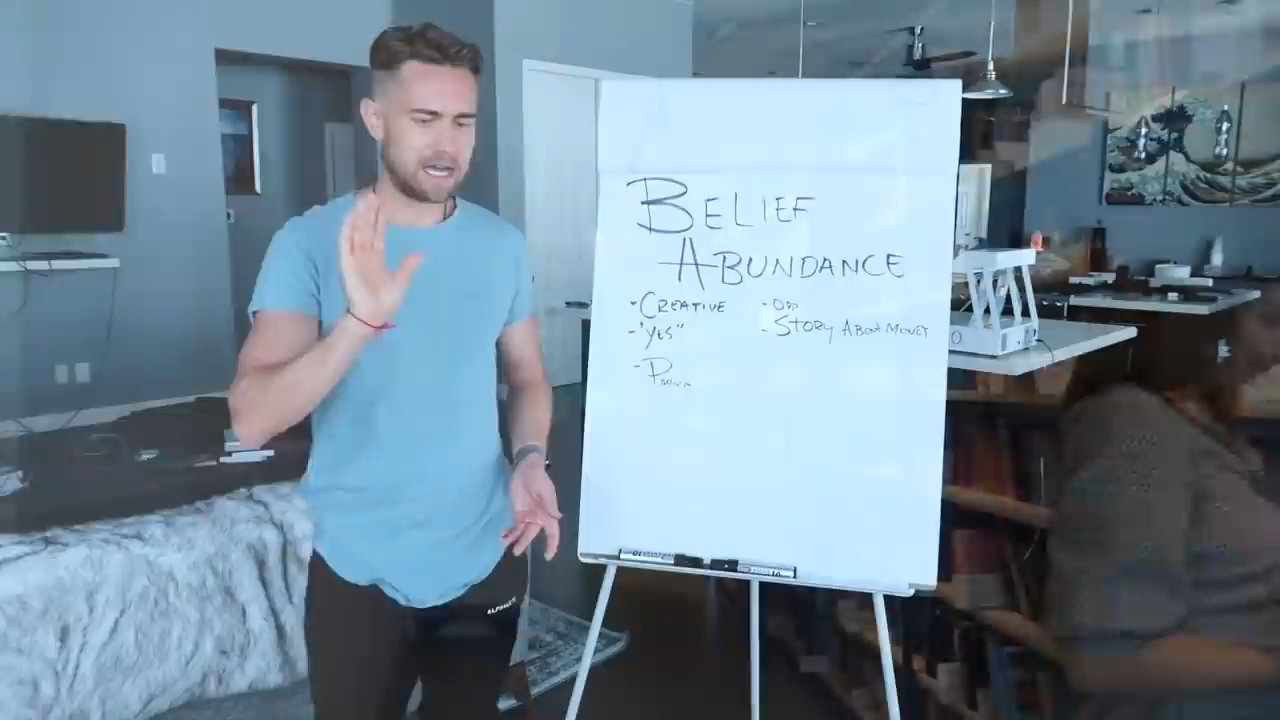 BELIEF
ABUNDANCE
-CREATIVE
-"YES"
-STORY ABOUT MONEY